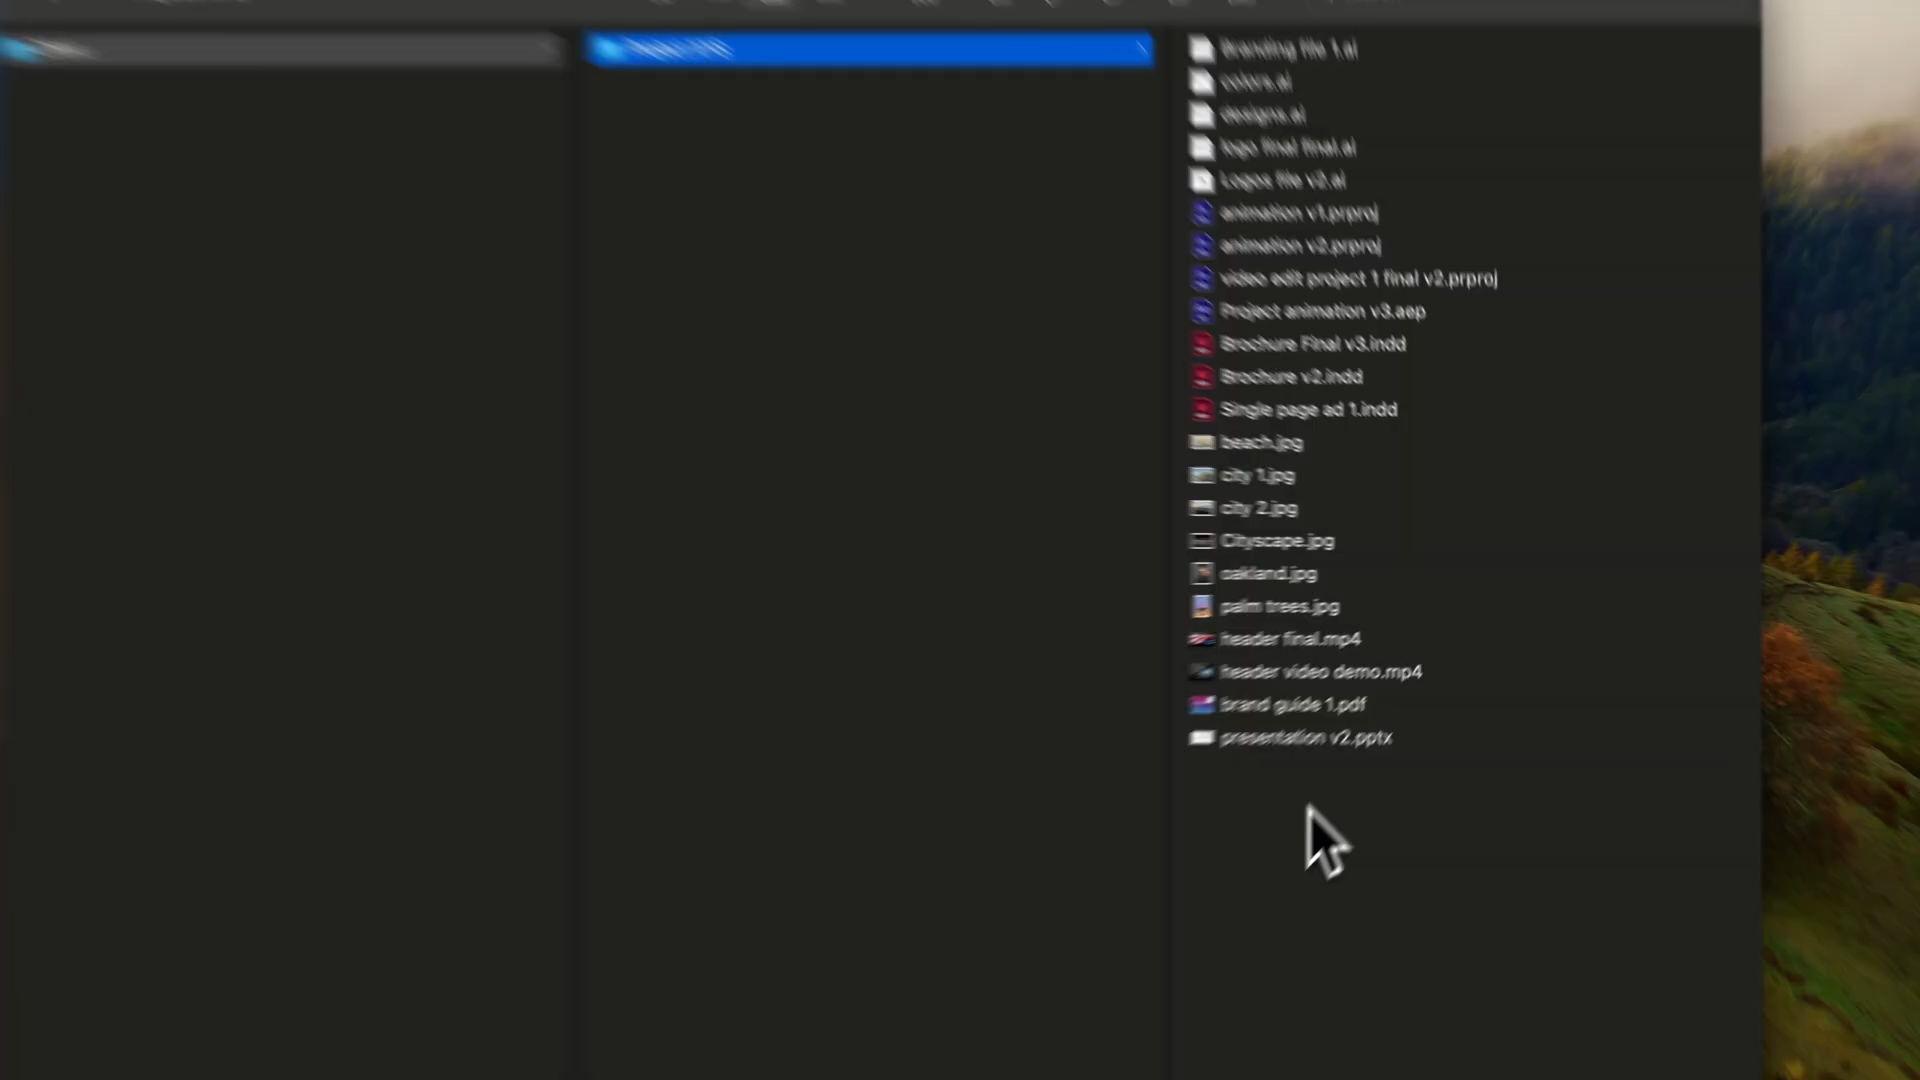 Branding file 1.ai
colors.ai
designs.ai
logo final final.ai
Logos file v2.ai
animation v1.prproj
animation v2.prproj
video edit project 1 final v2.prproj
Project animation v3.aep
Brochure Final v3.indd
Brochure v2.indd
Single page ad 1.indd
beach.jpg
city 1.jpg
city 2.jpg
Cityscape.jpg
oakland.jpg
palm trees.jpg
header final.mp4
header video demo.mp4
brand guide 1.pdf
presentation v2.pptx